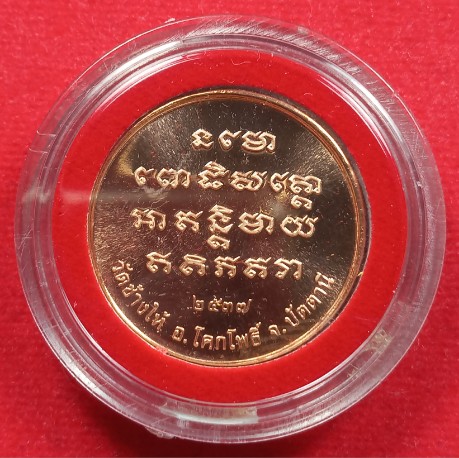 នមោ
ពោធិសត្តោ
អាគន្តិមាយ
ឥតិភគវា
๒๕๓๗
วัดช้างให้ อ.โคกโพธิ์ จ.ปัตตานี